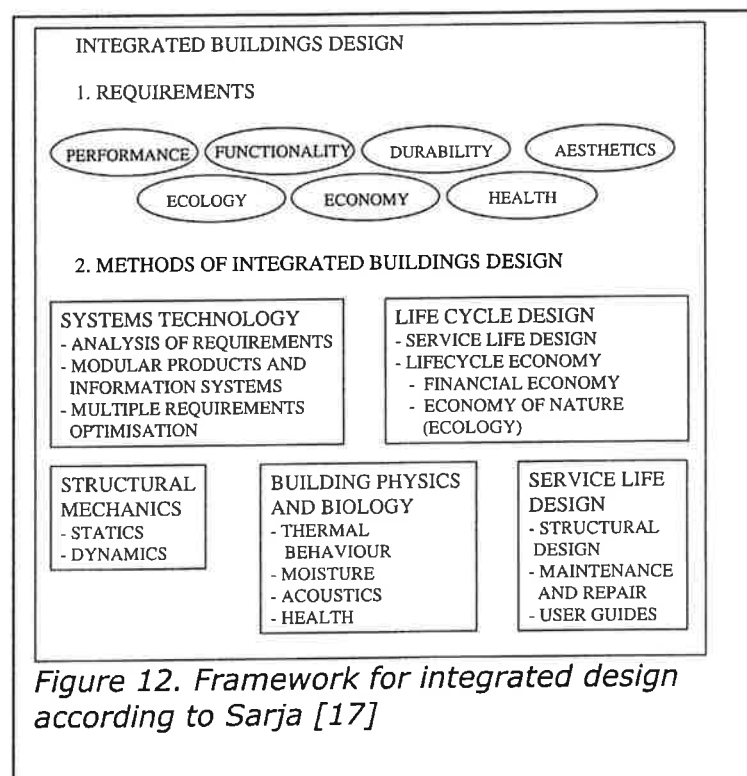 INTEGRATED BUILDINGS DESIGN
1. REQUIREMENTS
PERFORMANCE FUNCTIONALITY DURABILITY AESTHETICS
ECOLOGY ECONOMY HEALTH
2. METHODS OF INTEGRATED BUILDINGS DESIGN
SYSTEMS TECHNOLOGY
- ANALYSIS OF REQUIREMENTS
- MODULAR PRODUCTS AND
INFORMATION SYSTEMS
- MULTIPLE REQUIREMENTS
OPTIMISATION
LIFE CYCLE DESIGN
- SERVICE LIFE DESIGN
- LIFECYCLE ECONOMY
- FINANCIAL ECONOMY
- ECONOMY OF NATURE
(ECOLOGY)
STRUCTURAL
MECHANICS
- STATICS
- DYNAMICS
BUILDING PHYSICS
AND BIOLOGY
- THERMAL
BEHAVIOUR
- MOISTURE
- ACOUSTICS
- HEALTH
SERVICE LIFE
DESIGN
- STRUCTURAL
DESIGN
- MAINTENANCE
AND REPAIR
- USER GUIDES
Figure 12. Framework for integrated design
according to Sarja [17]